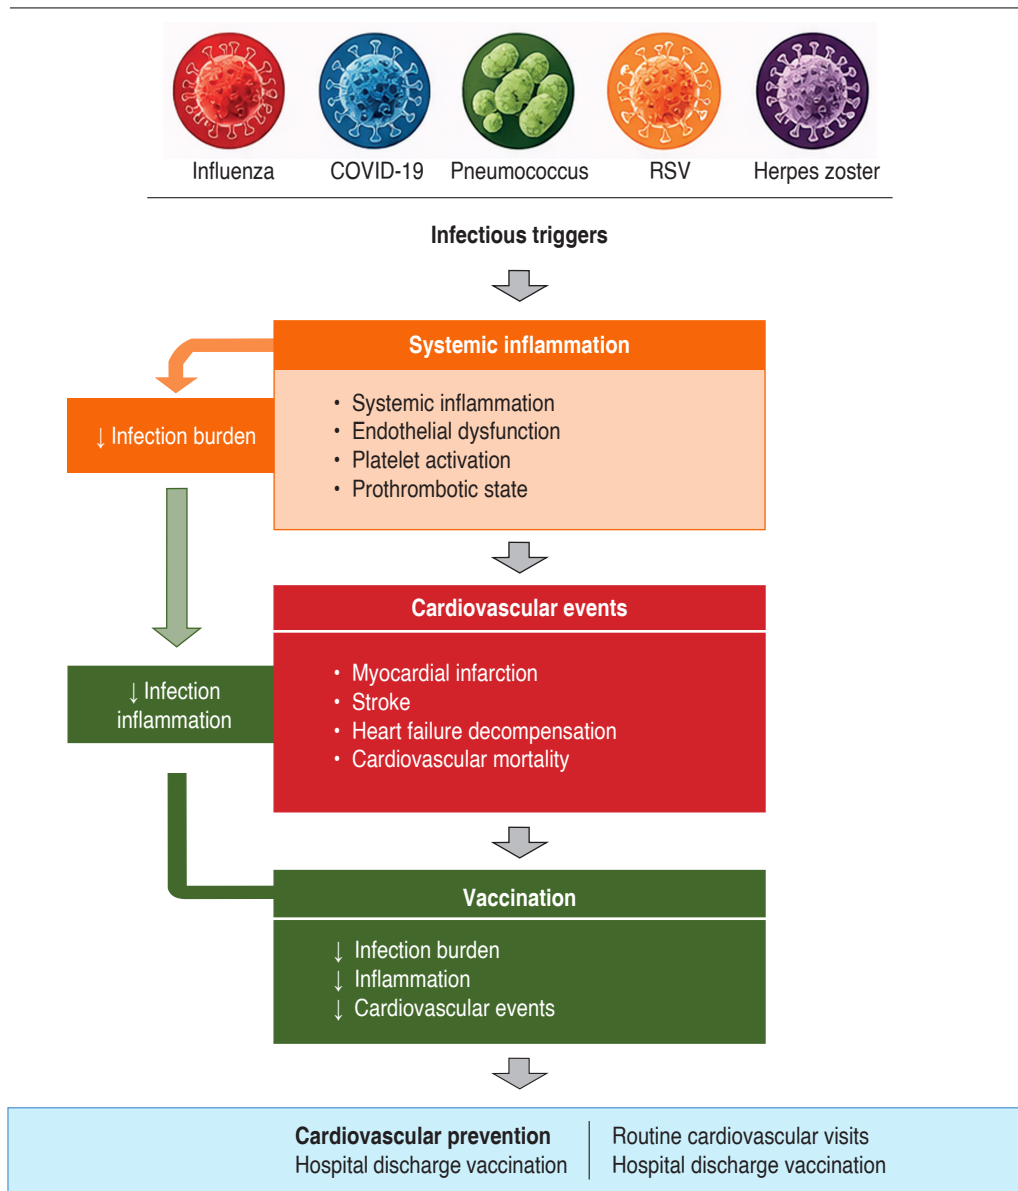 Influenza
COVID-19
Pneumococcus
RSV
Herpes zoster
Infectious triggers
Systemic inflammation
• Systemic inflammation
• Endothelial dysfunction
• Platelet activation
• Prothrombotic state
↓ Infection burden
Cardiovascular events
• Myocardial infarction
• Stroke
• Heart failure decompensation
• Cardiovascular mortality
↓ Infection
inflammation
Vaccination
↓ Infection burden
↓ Inflammation
↓ Cardiovascular events
Cardiovascular prevention
Hospital discharge vaccination
Routine cardiovascular visits
Hospital discharge vaccination